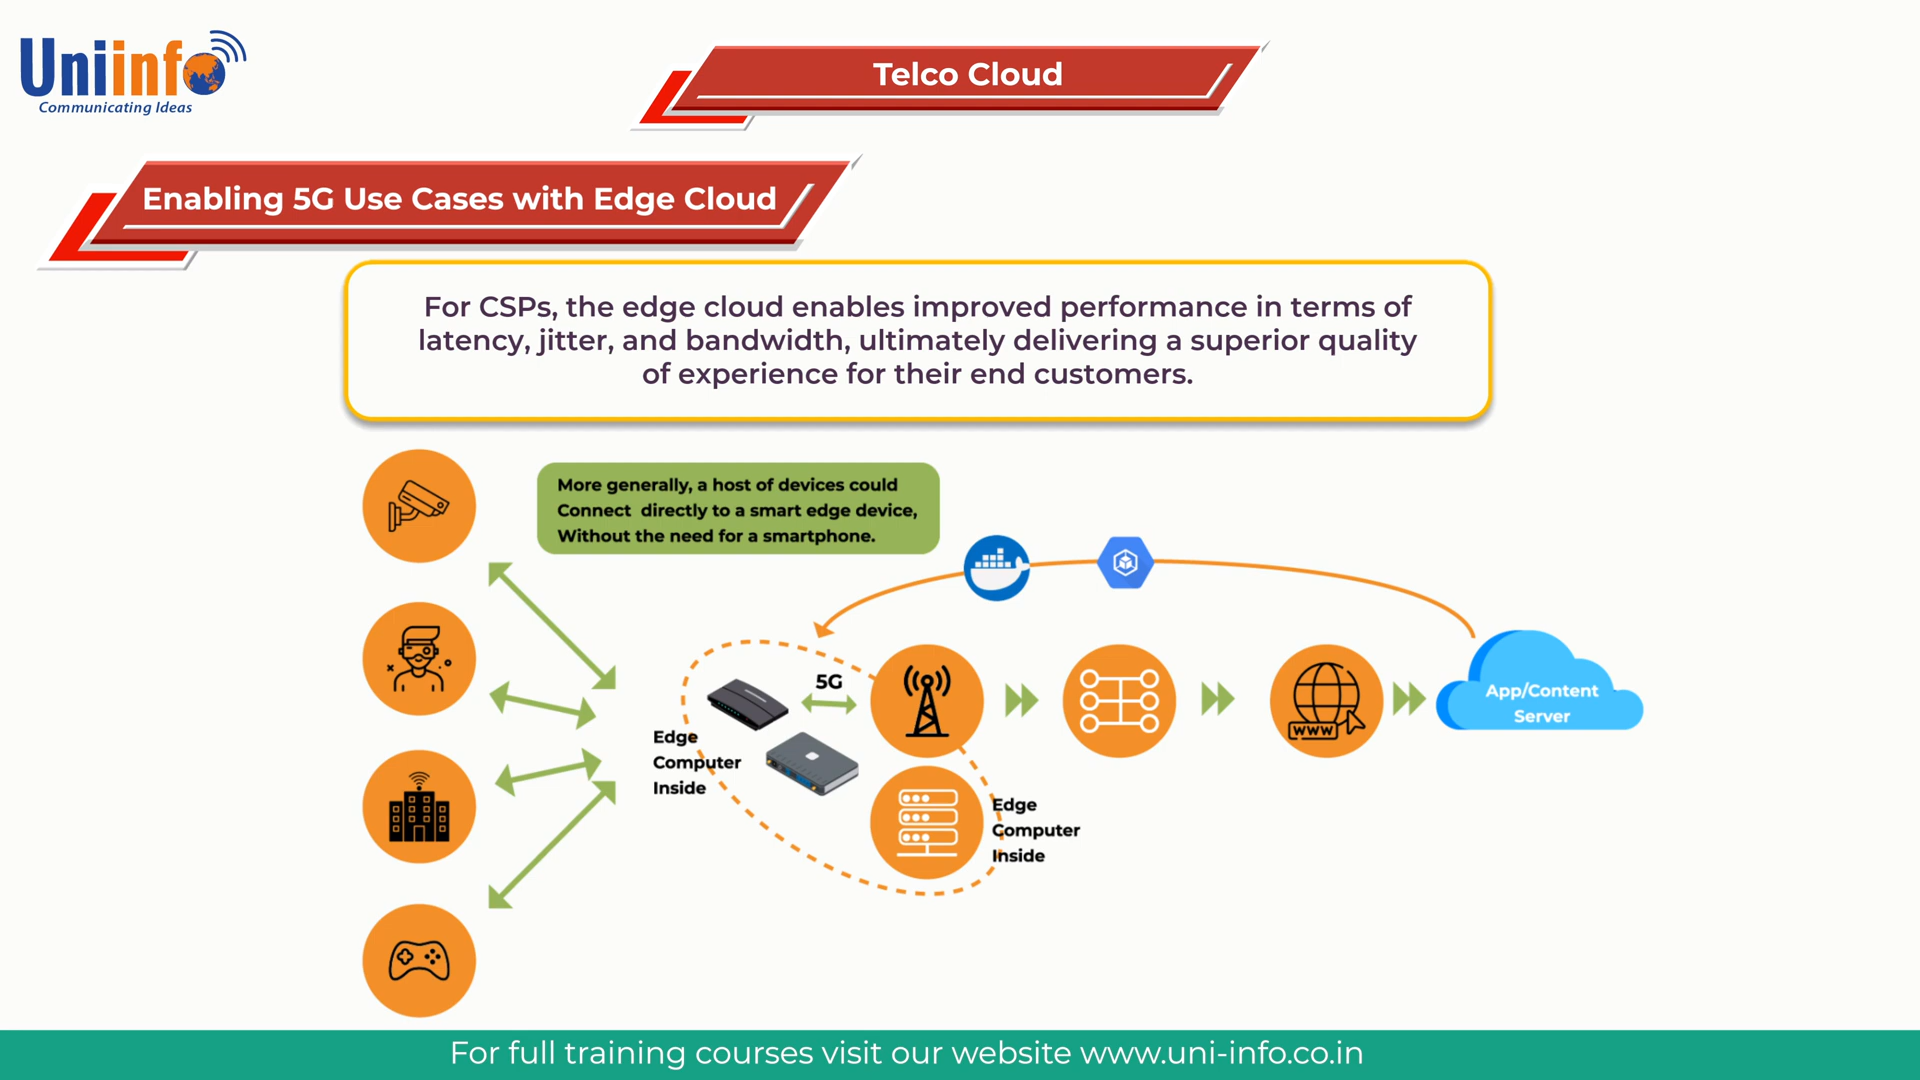 Uniinfo
Communicating Ideas
Telco Cloud
Enabling 5G Use Cases with Edge Cloud
For CSPs, the edge cloud enables improved performance in terms of
latency, jitter, and bandwidth, ultimately delivering a superior quality
of experience for their end customers.
More generally, a host of devices could
Connect directly to a smart edge device,
Without the need for a smartphone.
5G
Edge
Computer
Inside
WWW
App/Content
Server
Edge
Computer
Inside
For full training courses visit our website www.uni-info.co.in